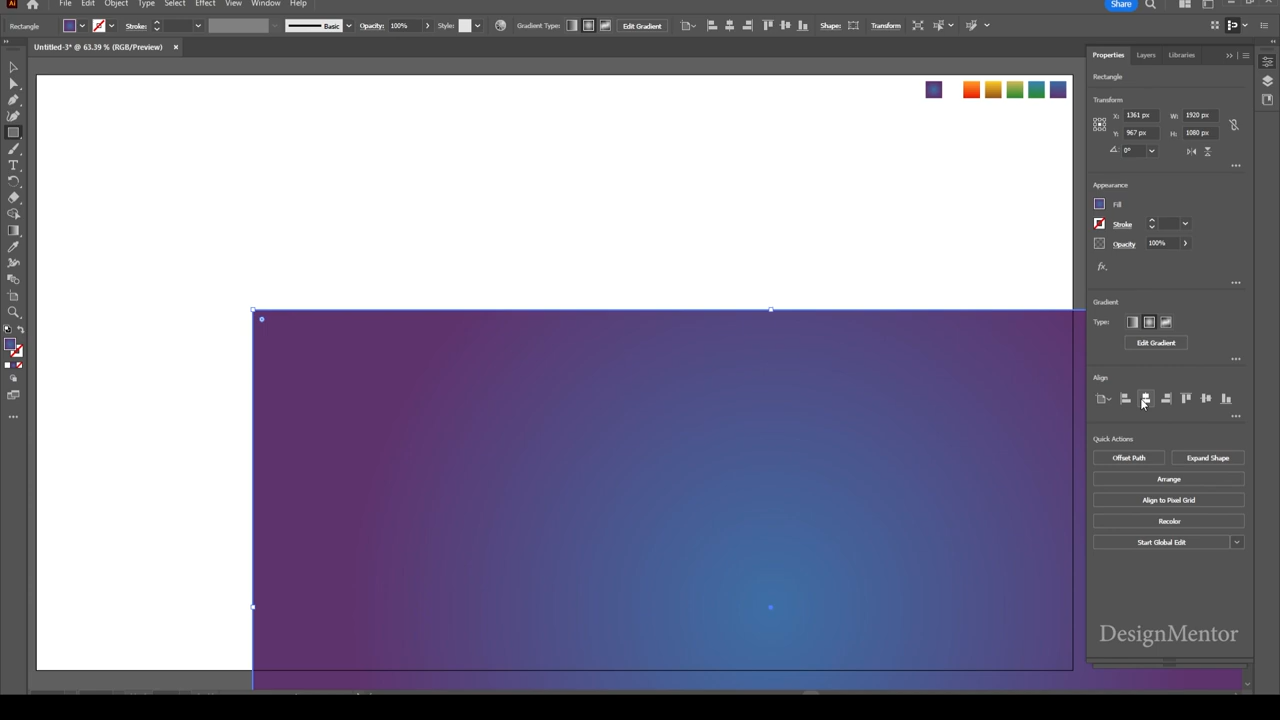 File Edit Object Type Select Effect View Window Help Share
Rectangle Stroke: Basic Opacity: 100% Style: Gradient Type: Edit Gradient Shape: Transform
Untitled-3* @ 63.39 % (RGB/Preview) ×
Properties Layers Libraries
Rectangle
Transform
X: 1361 px W: 1920 px
Y: 967 px H: 1080 px
0°
Appearance
Fill
Stroke
Opacity 100%
fx.
Gradient
Type:
Edit Gradient
Align
Quick Actions
Offset Path Expand Shape
Arrange
Align to Pixel Grid
Recolor
Start Global Edit
DesignMentor